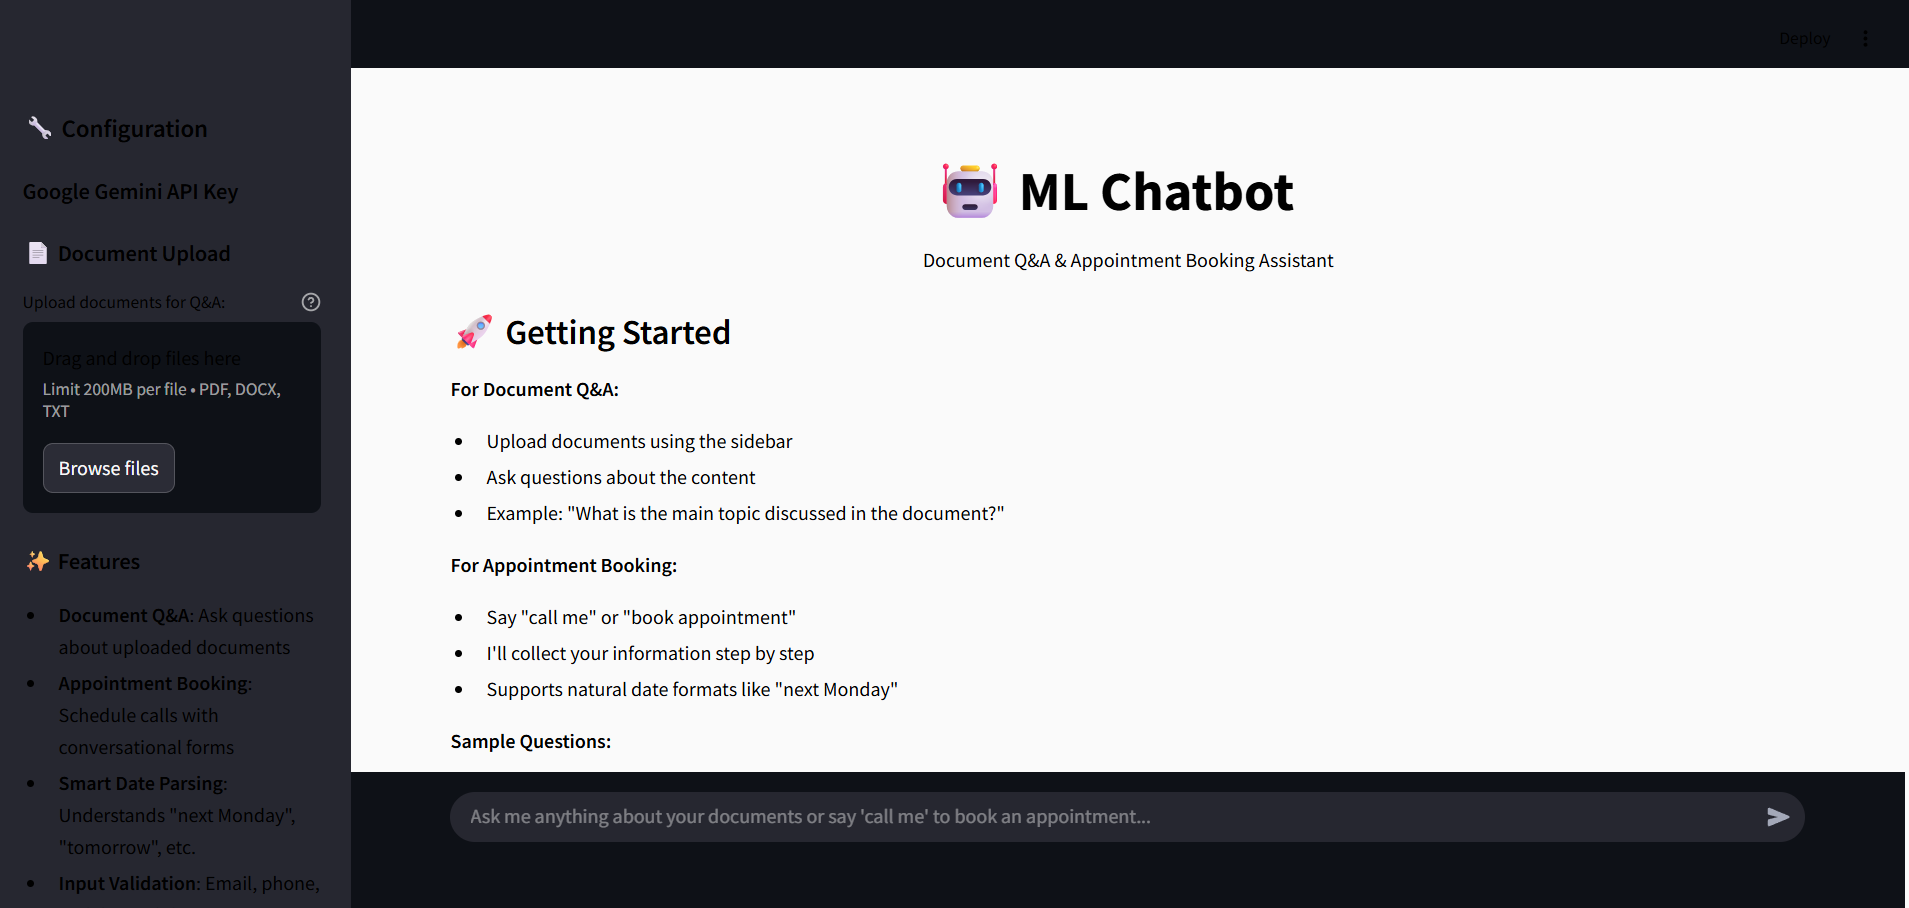 Deploy
Configuration
Google Gemini API Key
Document Upload
Upload documents for Q&A:
Drag and drop files here
Limit 200MB per file • PDF, DOCX,
TXT
Browse files
Features
• Document Q&A: Ask questions
about uploaded documents
• Appointment Booking:
Schedule calls with
conversational forms
• Smart Date Parsing:
Understands "next Monday",
"tomorrow", etc.
• Input Validation: Email, phone,
ML Chatbot
Document Q&A & Appointment Booking Assistant
Getting Started
For Document Q&A:
• Upload documents using the sidebar
• Ask questions about the content
• Example: "What is the main topic discussed in the document?"
For Appointment Booking:
• Say "call me" or "book appointment"
• I'll collect your information step by step
• Supports natural date formats like "next Monday"
Sample Questions:
Ask me anything about your documents or say 'call me' to book an appointment...